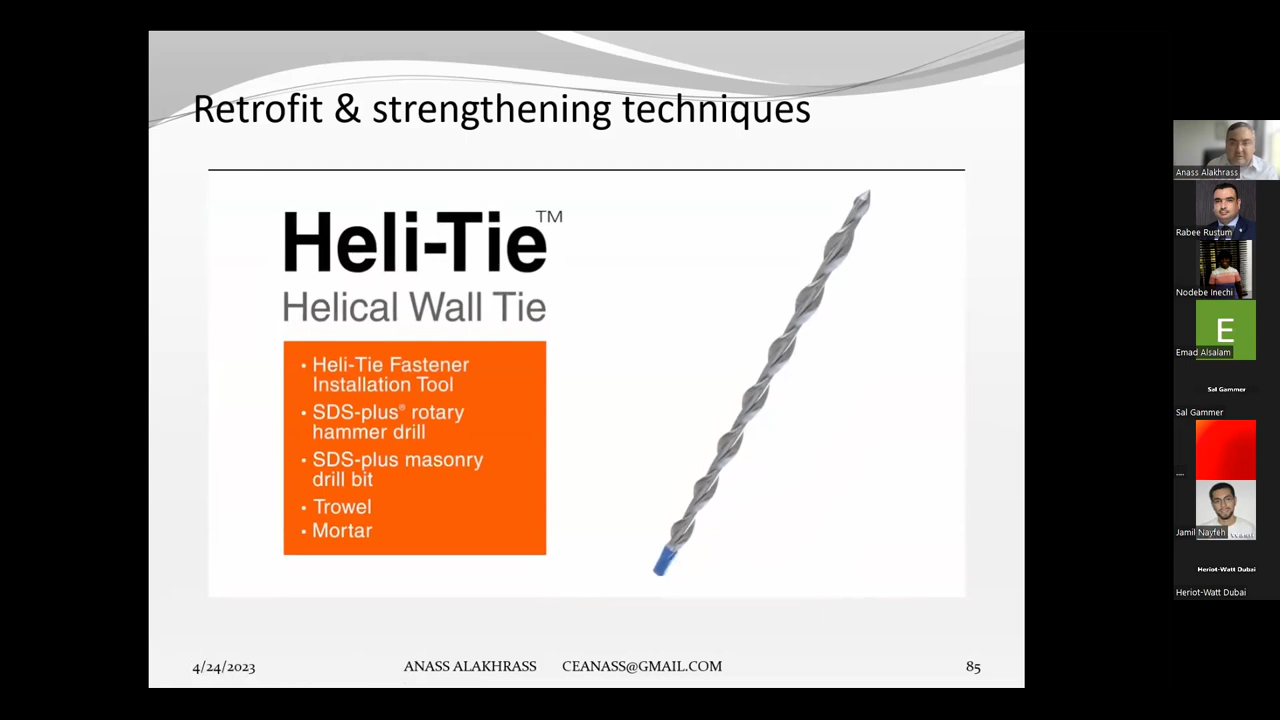 Retrofit & strengthening techniques
Heli-Tie™
Helical Wall Tie
• Heli-Tie Fastener
Installation Tool
• SDS-plus® rotary
hammer drill
• SDS-plus masonry
drill bit
• Trowel
• Mortar
4/24/2023
ANASS ALAKHRASS CEANASS@GMAIL.COM
85
Anass Alakhrass
Rabee Rustum
Nodebe Inechi
E
Emad Alsalam
Sal Gammer
Sal Gammer
....
Jamil Nayfeh
Heriot-Watt Dubai
Heriot-Watt Dubai